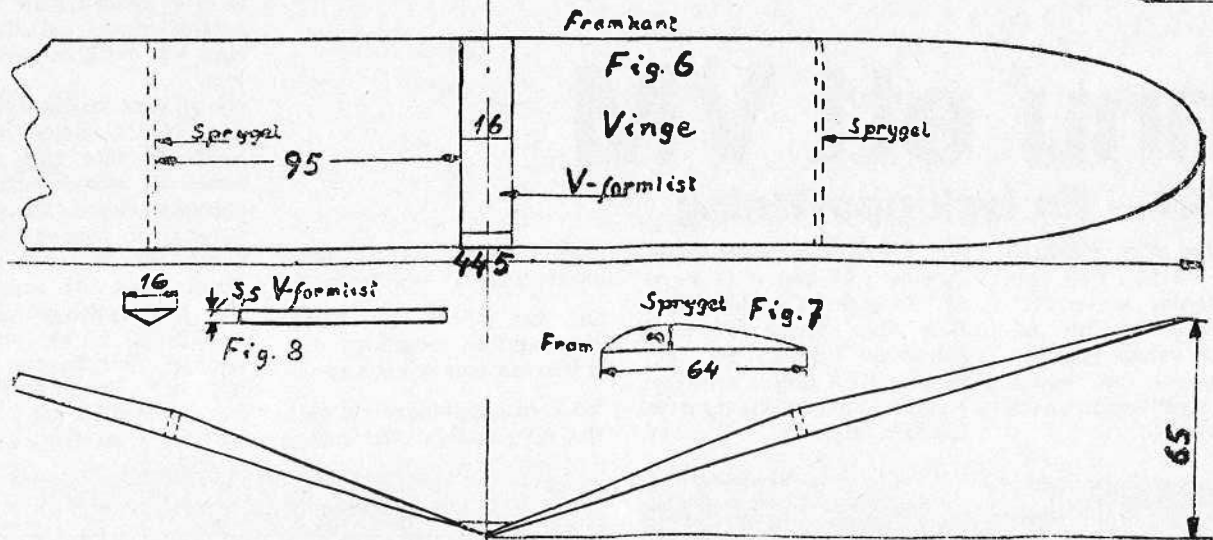 Framkant
Fig. 6
16
Vinge
Sprygel
Sprygel
95
V-formlist
445
16
5,5 V-formlist
Fig. 8
Sprygel Fig. 7
Fram
8
64
65